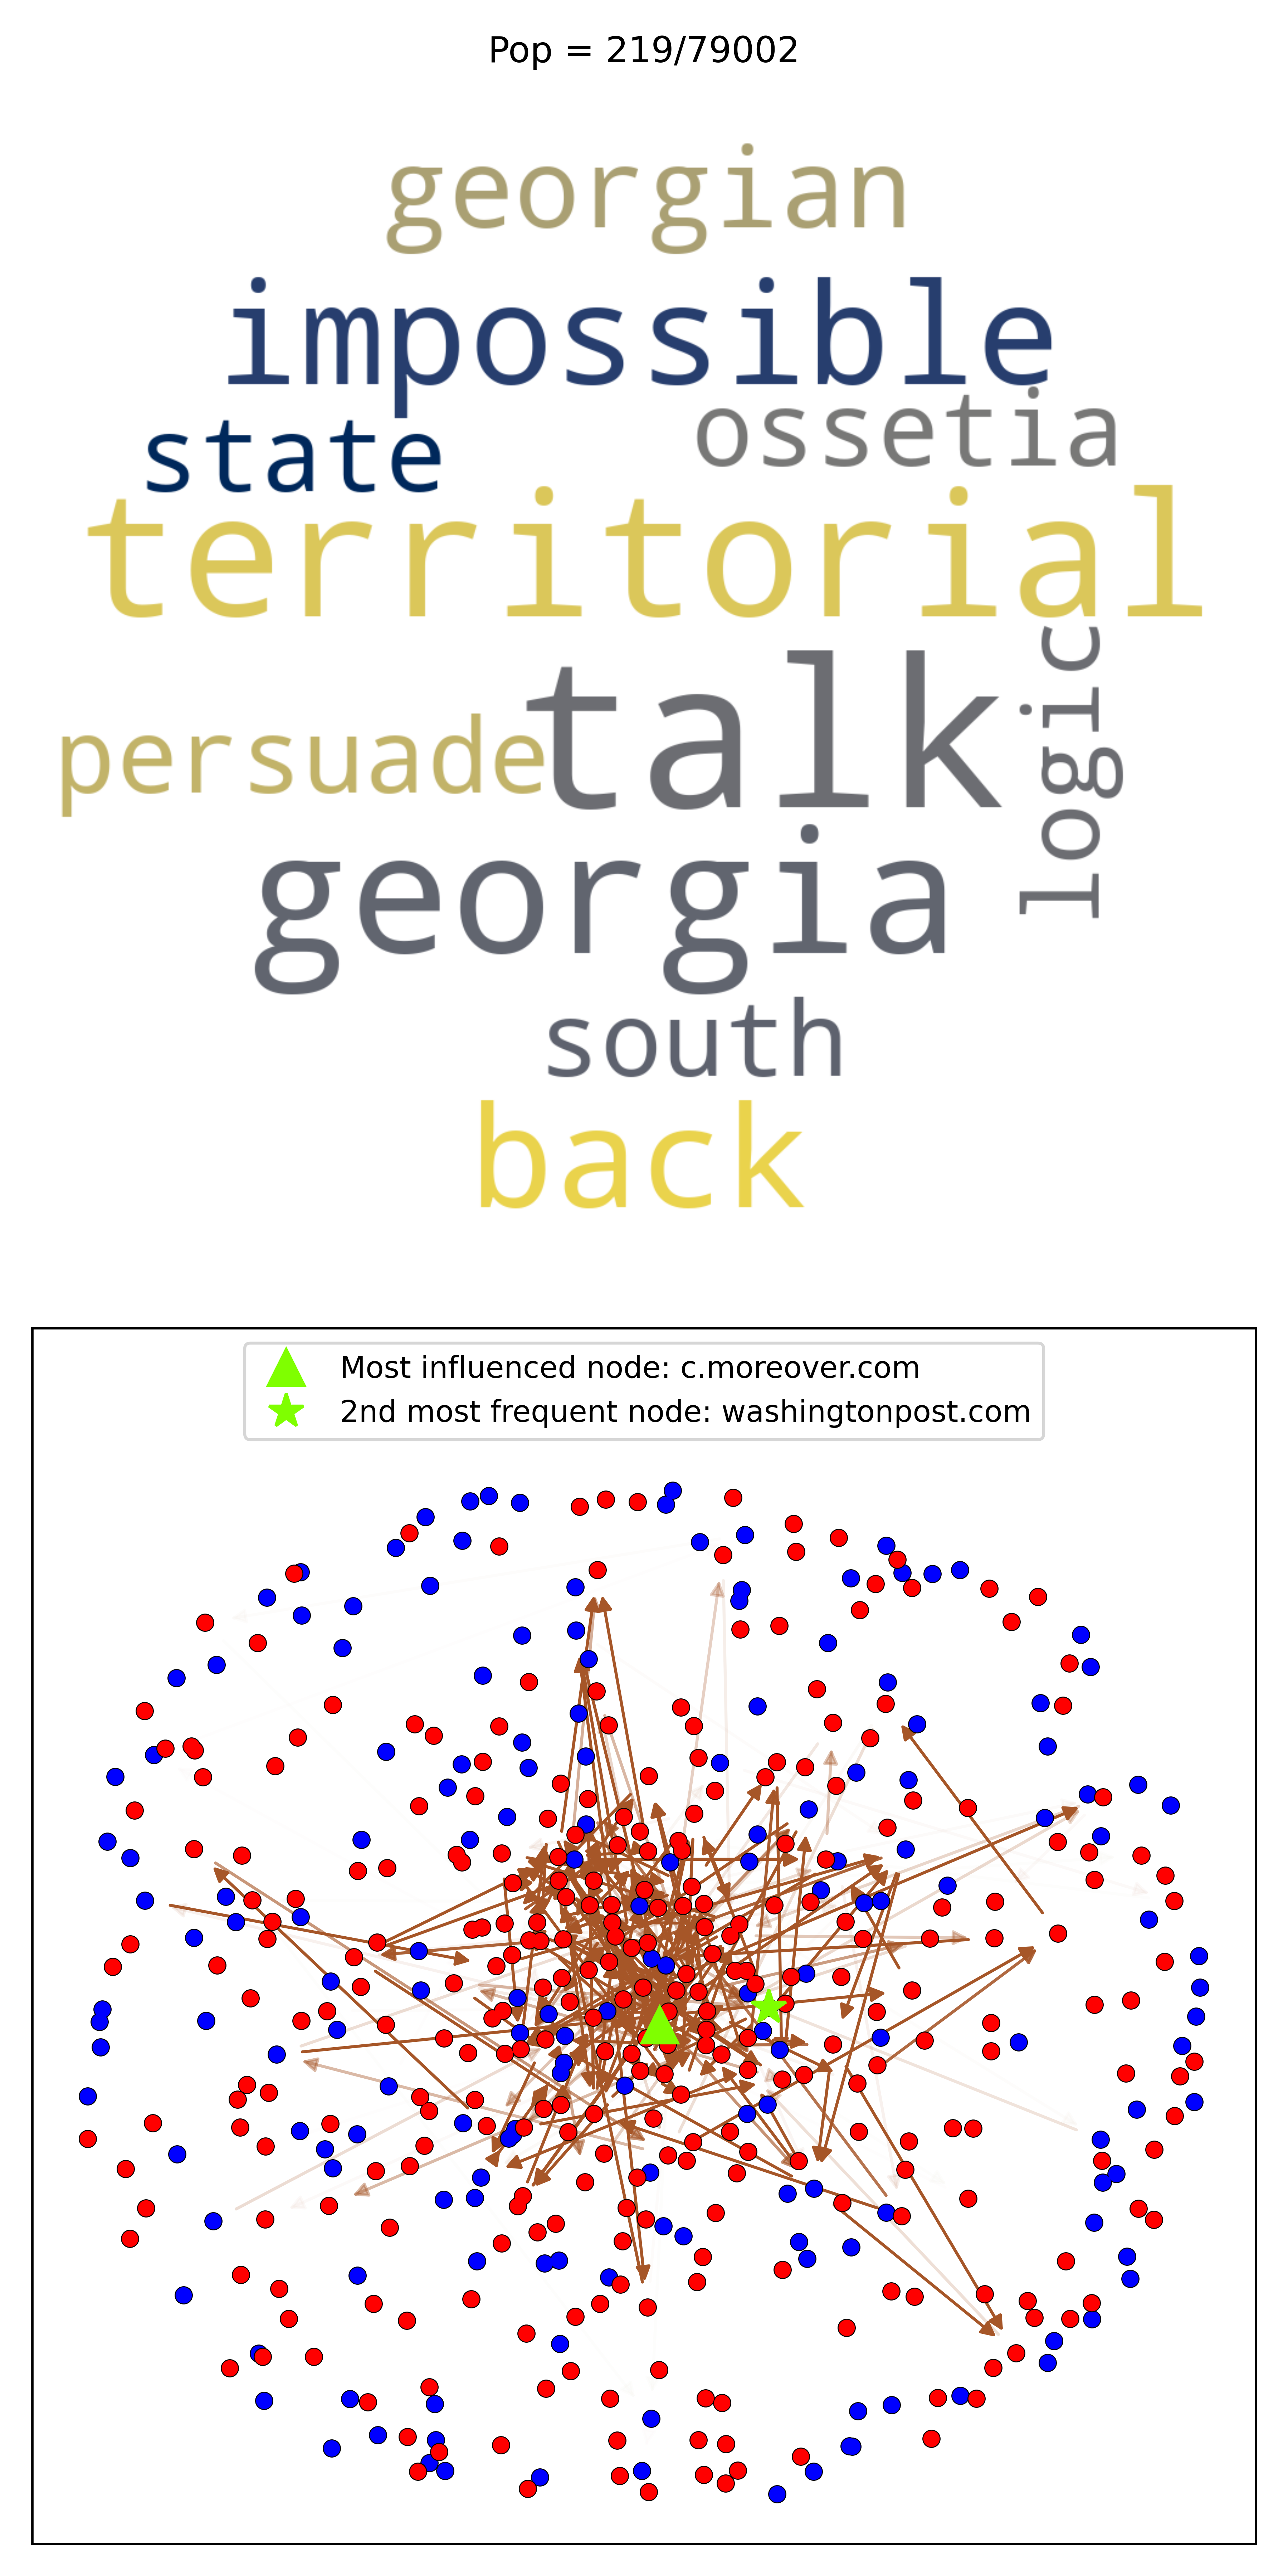 Pop = 219/79002
georgian
impossible
ossetia
state
territorial
talk
logic
persuade
georgia
south
back
Most influenced node: c.moreover.com
2nd most frequent node: washingtonpost.com